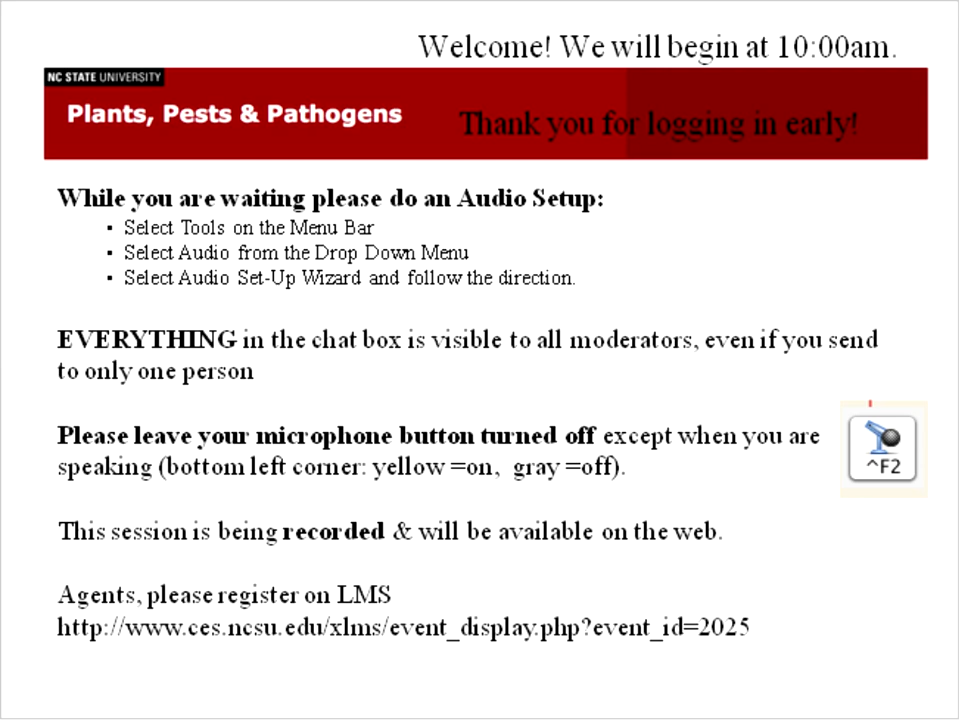 Welcome! We will begin at 10:00am.
NC STATE UNIVERSITY
Plants, Pests & Pathogens
Thank you for logging in early!
While you are waiting please do an Audio Setup:
▪ Select Tools on the Menu Bar
▪ Select Audio from the Drop Down Menu
▪ Select Audio Set-Up Wizard and follow the direction.
EVERYTHING in the chat box is visible to all moderators, even if you send
to only one person
Please leave your microphone button turned off except when you are
speaking (bottom left corner: yellow =on, gray =off).
^F2
This session is being recorded & will be available on the web.
Agents, please register on LMS
http://www.ces.ncsu.edu/xlms/event_display.php?event_id=2025